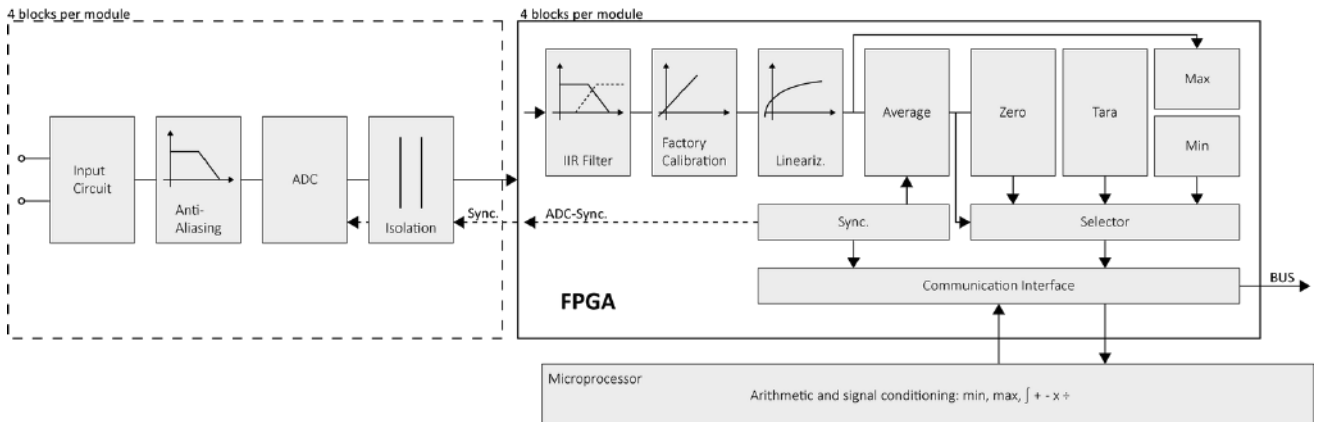 4 blocks per module
4 blocks per module
Input
Circuit
Anti-
Aliasing
ADC
Isolation
Sync.
ADC-Sync.
IIR Filter
Factory
Calibration
Lineariz.
Average
Zero
Tara
Max
Min
Sync.
Selector
Communication Interface
BUS
FPGA
Microprocessor
Arithmetic and signal conditioning: min, max, ∫ + - x ÷